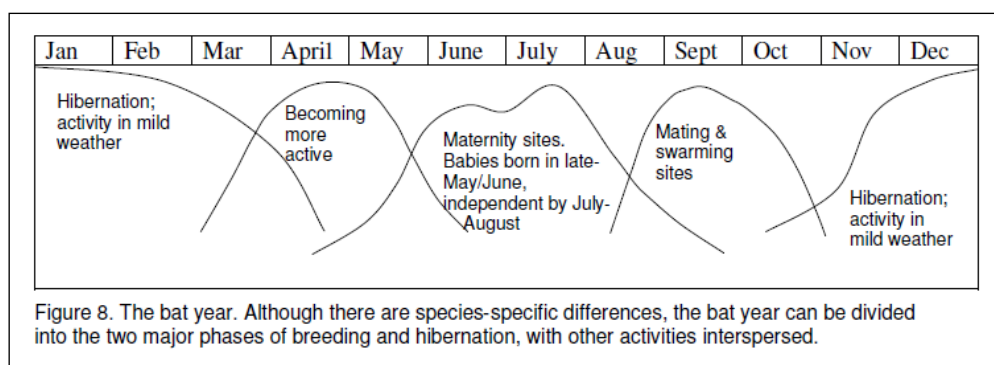 Jan Feb Mar April May June July Aug Sept Oct Nov Dec
Hibernation;
activity in mild
weather
Becoming
more
active
Maternity sites.
Babies born in late-
May/June,
independent by July-
August
Mating &
swarming
sites
Hibernation;
activity in
mild weather
Figure 8. The bat year. Although there are species-specific differences, the bat year can be divided
into the two major phases of breeding and hibernation, with other activities interspersed.